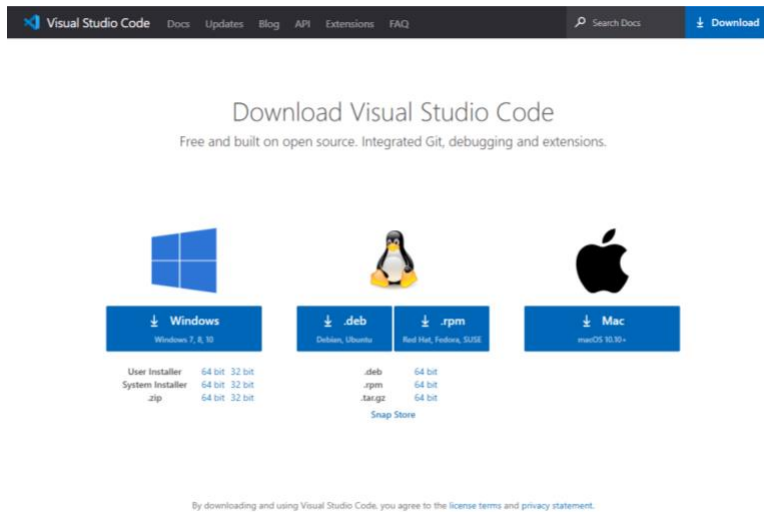 Visual Studio Code Docs Updates Blog API Extensions FAQ Search Docs Download
Download Visual Studio Code
Free and built on open source. Integrated Git, debugging and extensions.
Windows
Windows 7, 8, 10
User Installer 64 bit 32 bit
System Installer 64 bit 32 bit
.zip 64 bit 32 bit
.deb
Debian, Ubuntu
.rpm
Red Hat, Fedora, SUSE
.deb 64 bit
.rpm 64 bit
.tar.gz 64 bit
Snap Store
Mac
macOS 10.10+
By downloading and using Visual Studio Code, you agree to the license terms and privacy statement.